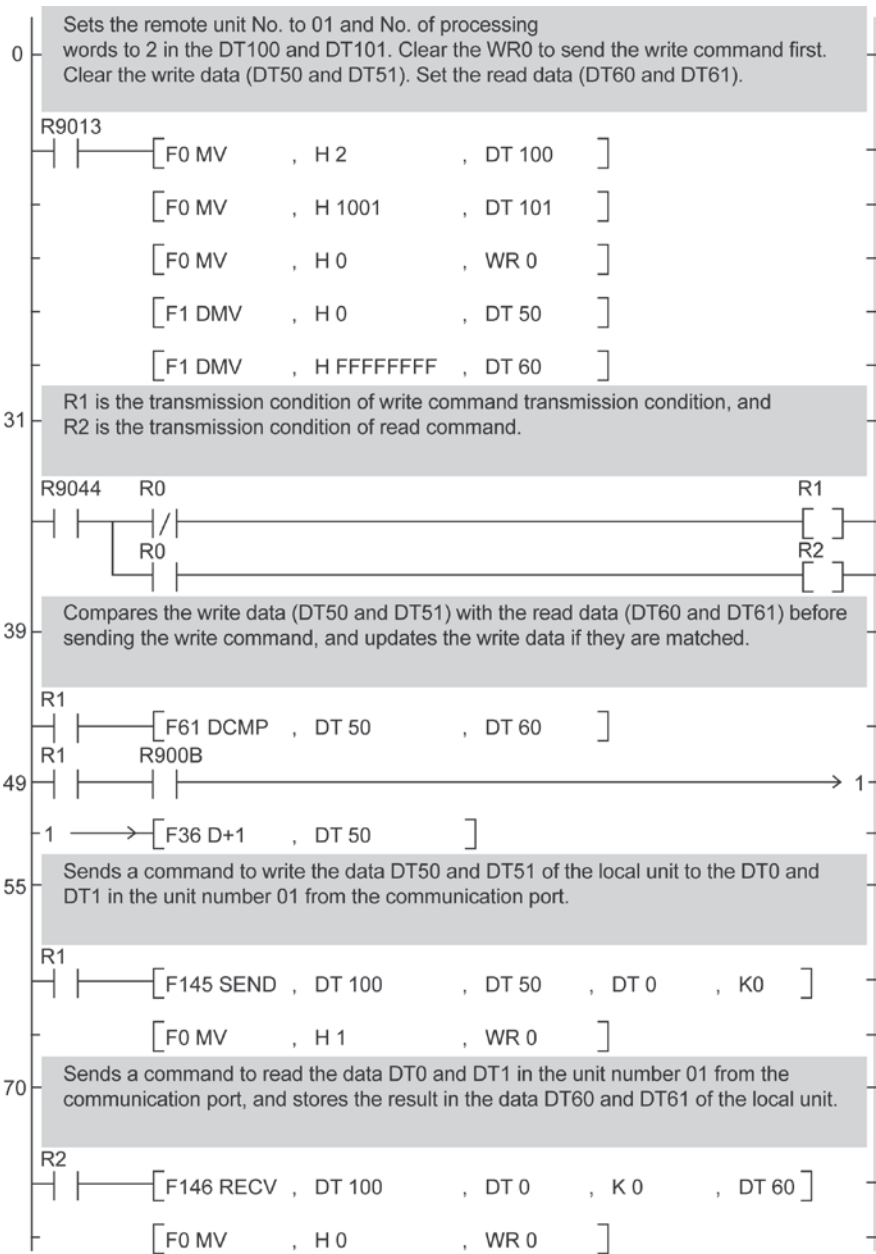 Sets the remote unit No. to 01 and No. of processing
0 words to 2 in the DT100 and DT101. Clear the WR0 to send the write command first.
Clear the write data (DT50 and DT51). Set the read data (DT60 and DT61).
R9013
[F0 MV , H 2 , DT 100 ]
[F0 MV , H 1001 , DT 101 ]
[F0 MV , H 0 , WR 0 ]
[F1 DMV , H 0 , DT 50 ]
[F1 DMV , H FFFFFFFF , DT 60 ]
R1 is the transmission condition of write command transmission condition, and
31 R2 is the transmission condition of read command.
R9044 R0 R1
R0 R2
Compares the write data (DT50 and DT51) with the read data (DT60 and DT61) before
39 sending the write command, and updates the write data if they are matched.
R1
[F61 DCMP , DT 50 , DT 60 ]
R1 R900B
49 1
1 [F36 D+1 , DT 50 ]
Sends a command to write the data DT50 and DT51 of the local unit to the DT0 and
55 DT1 in the unit number 01 from the communication port.
R1
[F145 SEND , DT 100 , DT 50 , DT 0 , K0 ]
[F0 MV , H 1 , WR 0 ]
Sends a command to read the data DT0 and DT1 in the unit number 01 from the
70 communication port, and stores the result in the data DT60 and DT61 of the local unit.
R2
[F146 RECV , DT 100 , DT 0 , K 0 , DT 60 ]
[F0 MV , H 0 , WR 0 ]